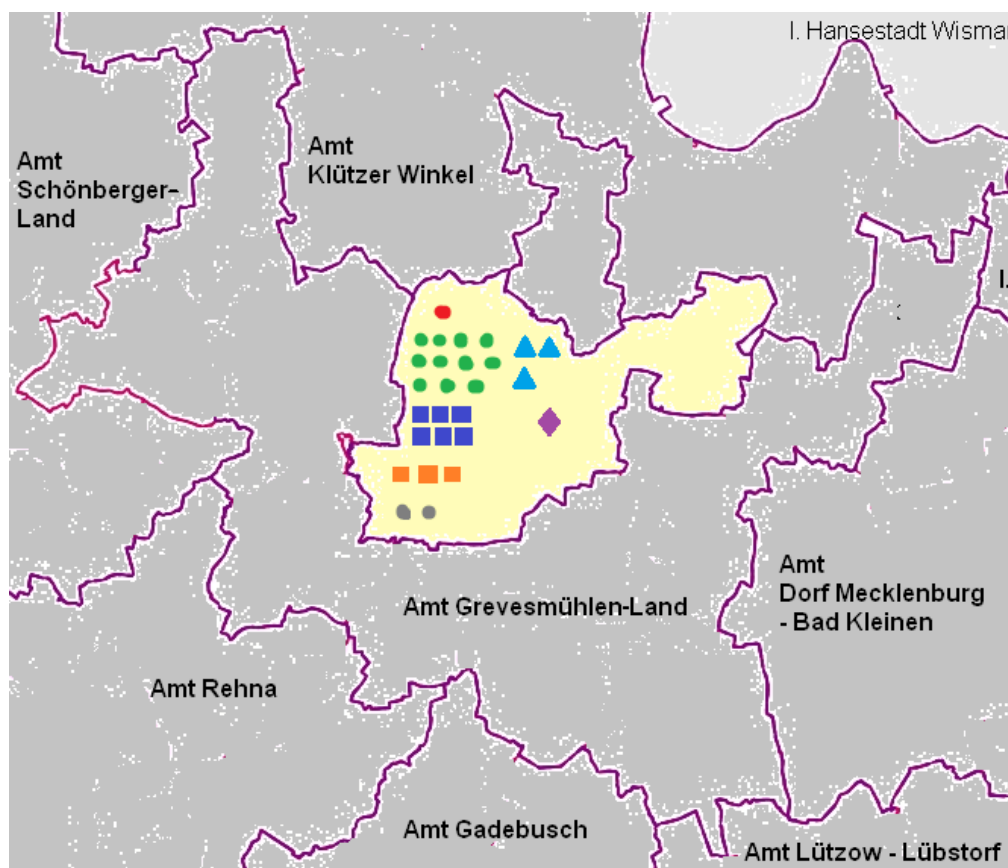 I. Hansestadt Wismar
Amt
Schönberger-
Land
Amt
Klützer Winkel
I.
Amt
Dorf Mecklenburg
- Bad Kleinen
Amt Grevesmühlen-Land
Amt Rehna
Amt Gadebusch
Amt Lützow - Lübstorf